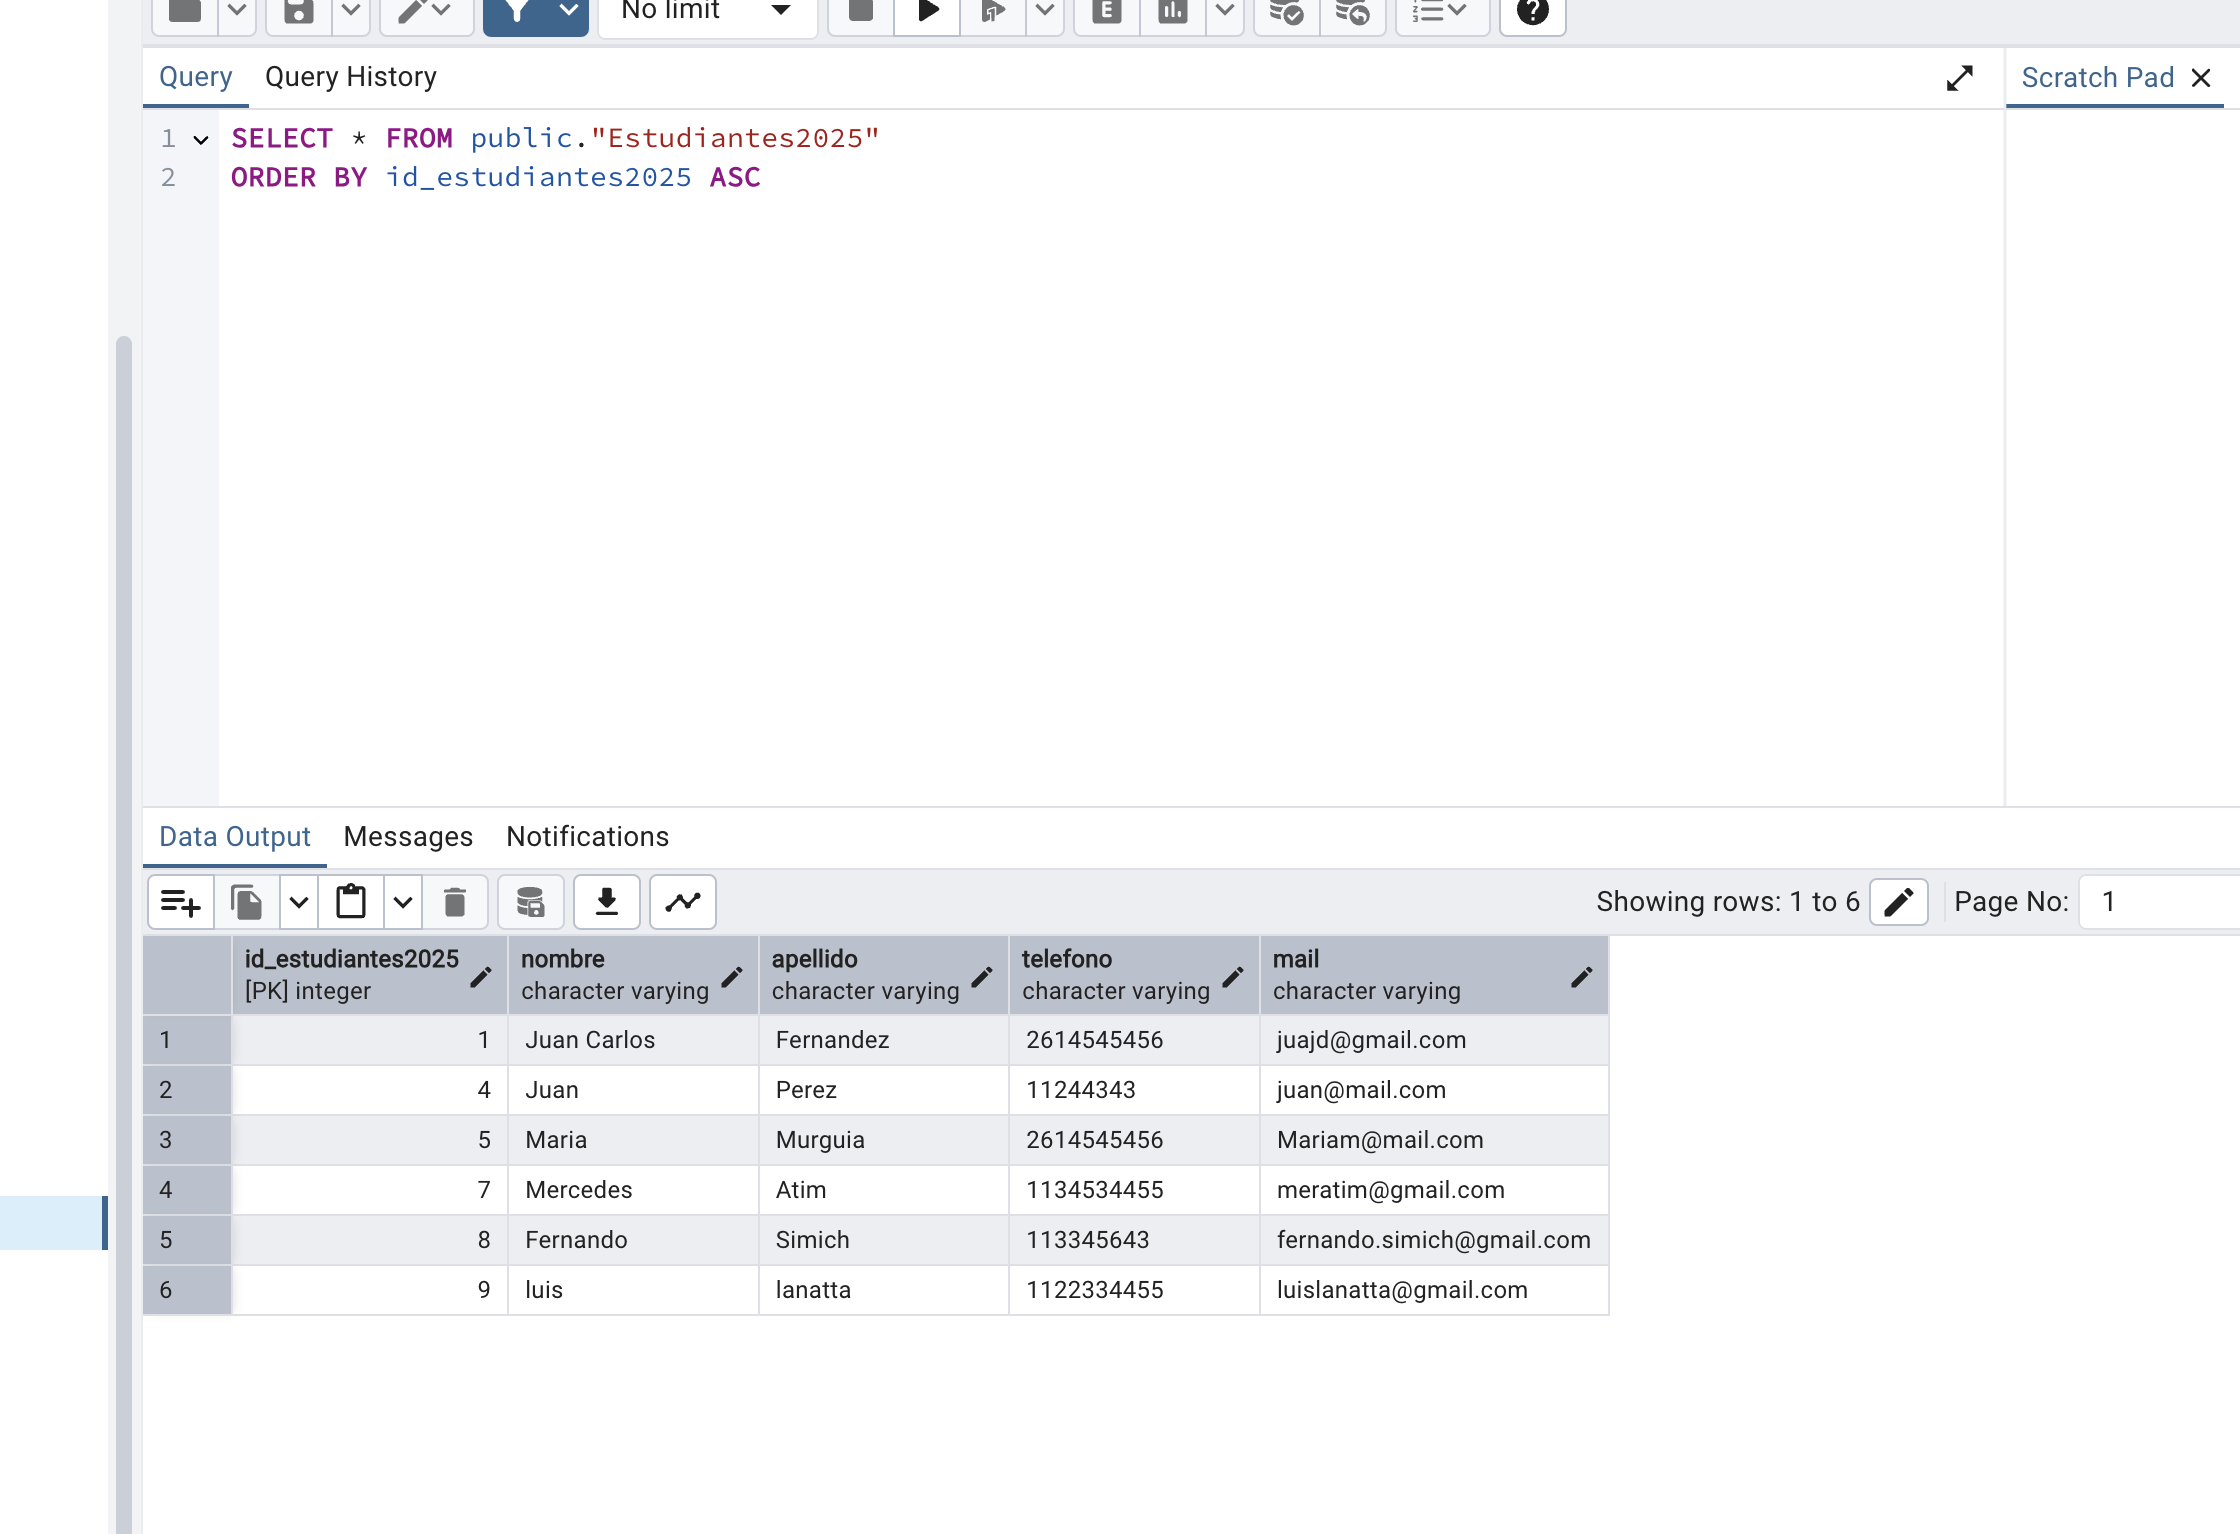 No limit
Query Query History Scratch Pad
1 SELECT * FROM public."Estudiantes2025"
2 ORDER BY id_estudiantes2025 ASC
Data Output Messages Notifications
Showing rows: 1 to 6 Page No: 1
id_estudiantes2025 nombre apellido telefono mail
[PK] integer character varying character varying character varying character varying
1 1 Juan Carlos Fernandez 2614545456 juajd@gmail.com
2 4 Juan Perez 11244343 juan@mail.com
3 5 Maria Murguia 2614545456 Mariam@mail.com
4 7 Mercedes Atim 1134534455 meratim@gmail.com
5 8 Fernando Simich 113345643 fernando.simich@gmail.com
6 9 luis lanatta 1122334455 luislanatta@gmail.com